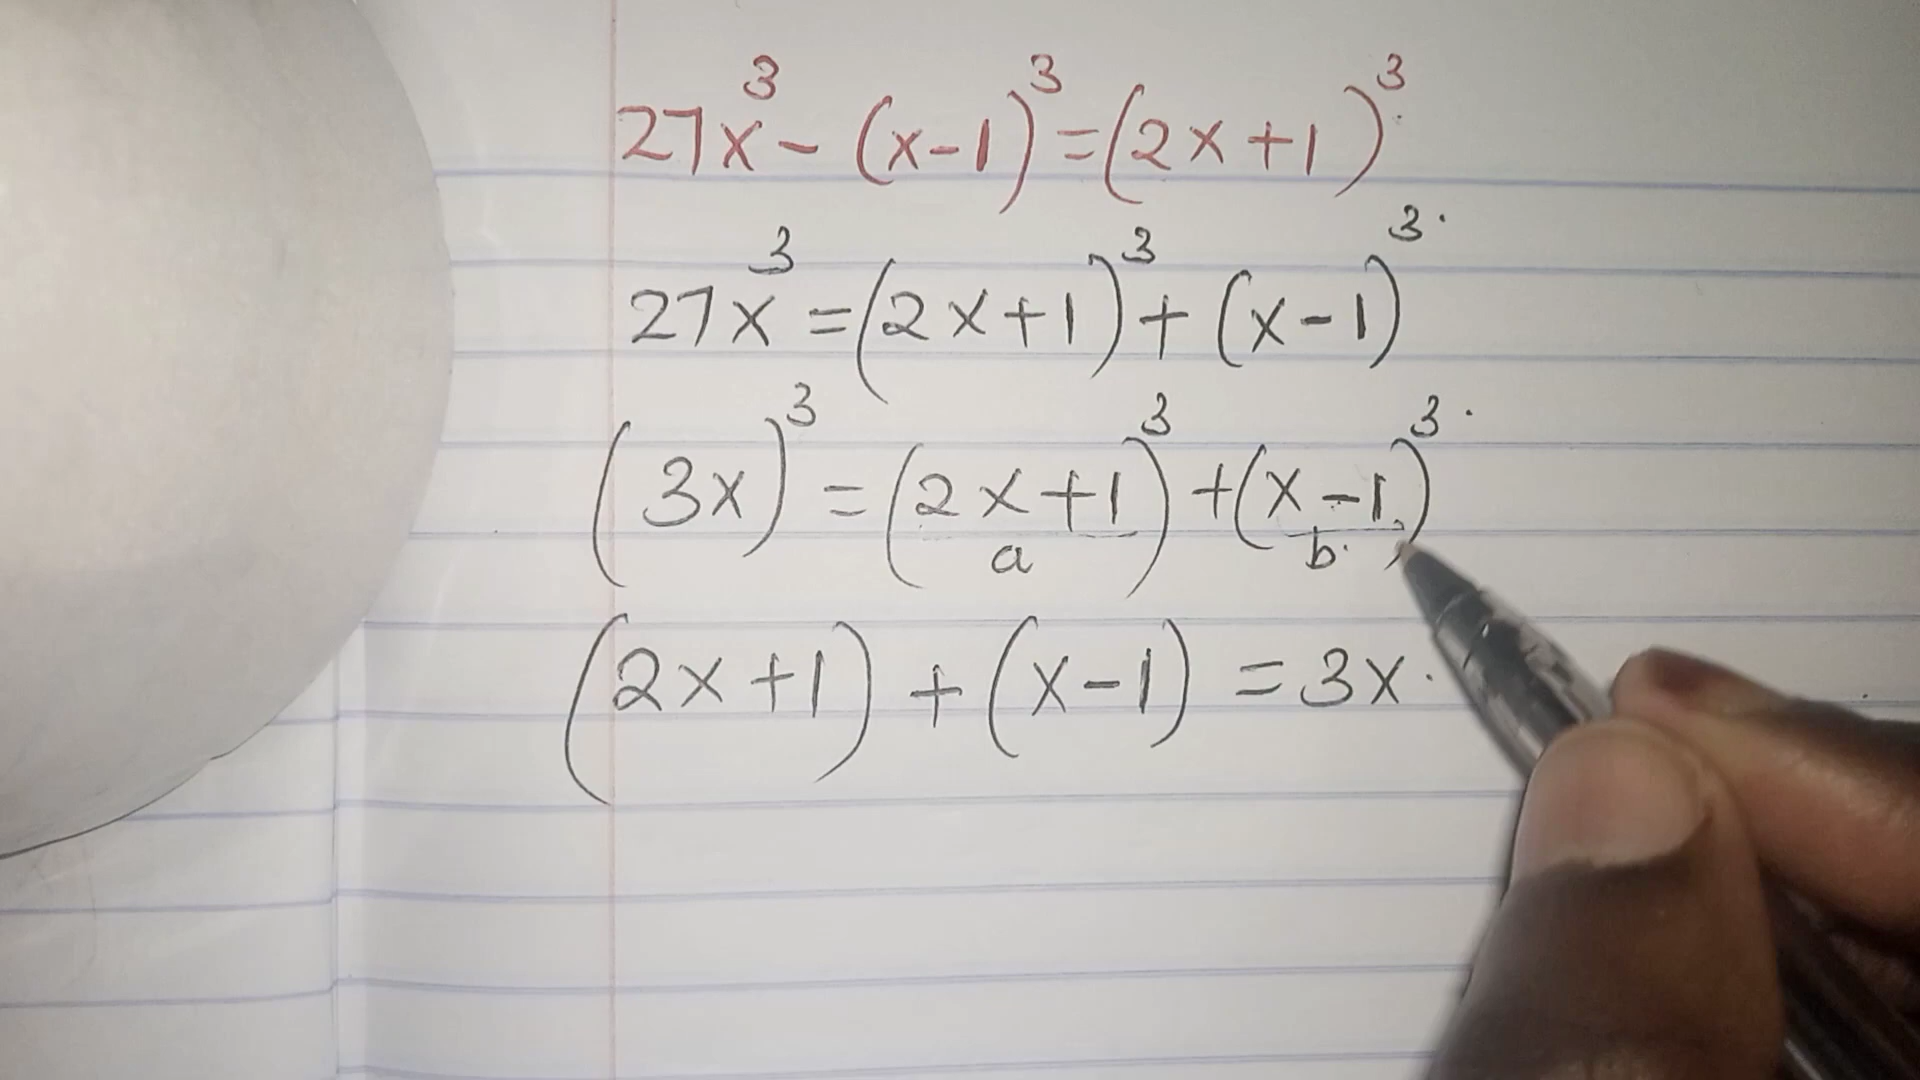 27x³ - (x-1)³ = (2x+1)³
27x³ = (2x+1)³ + (x-1)³
(3x)³ = (2x+1)³ + (x-1)³
a b
(2x+1) + (x-1) = 3x